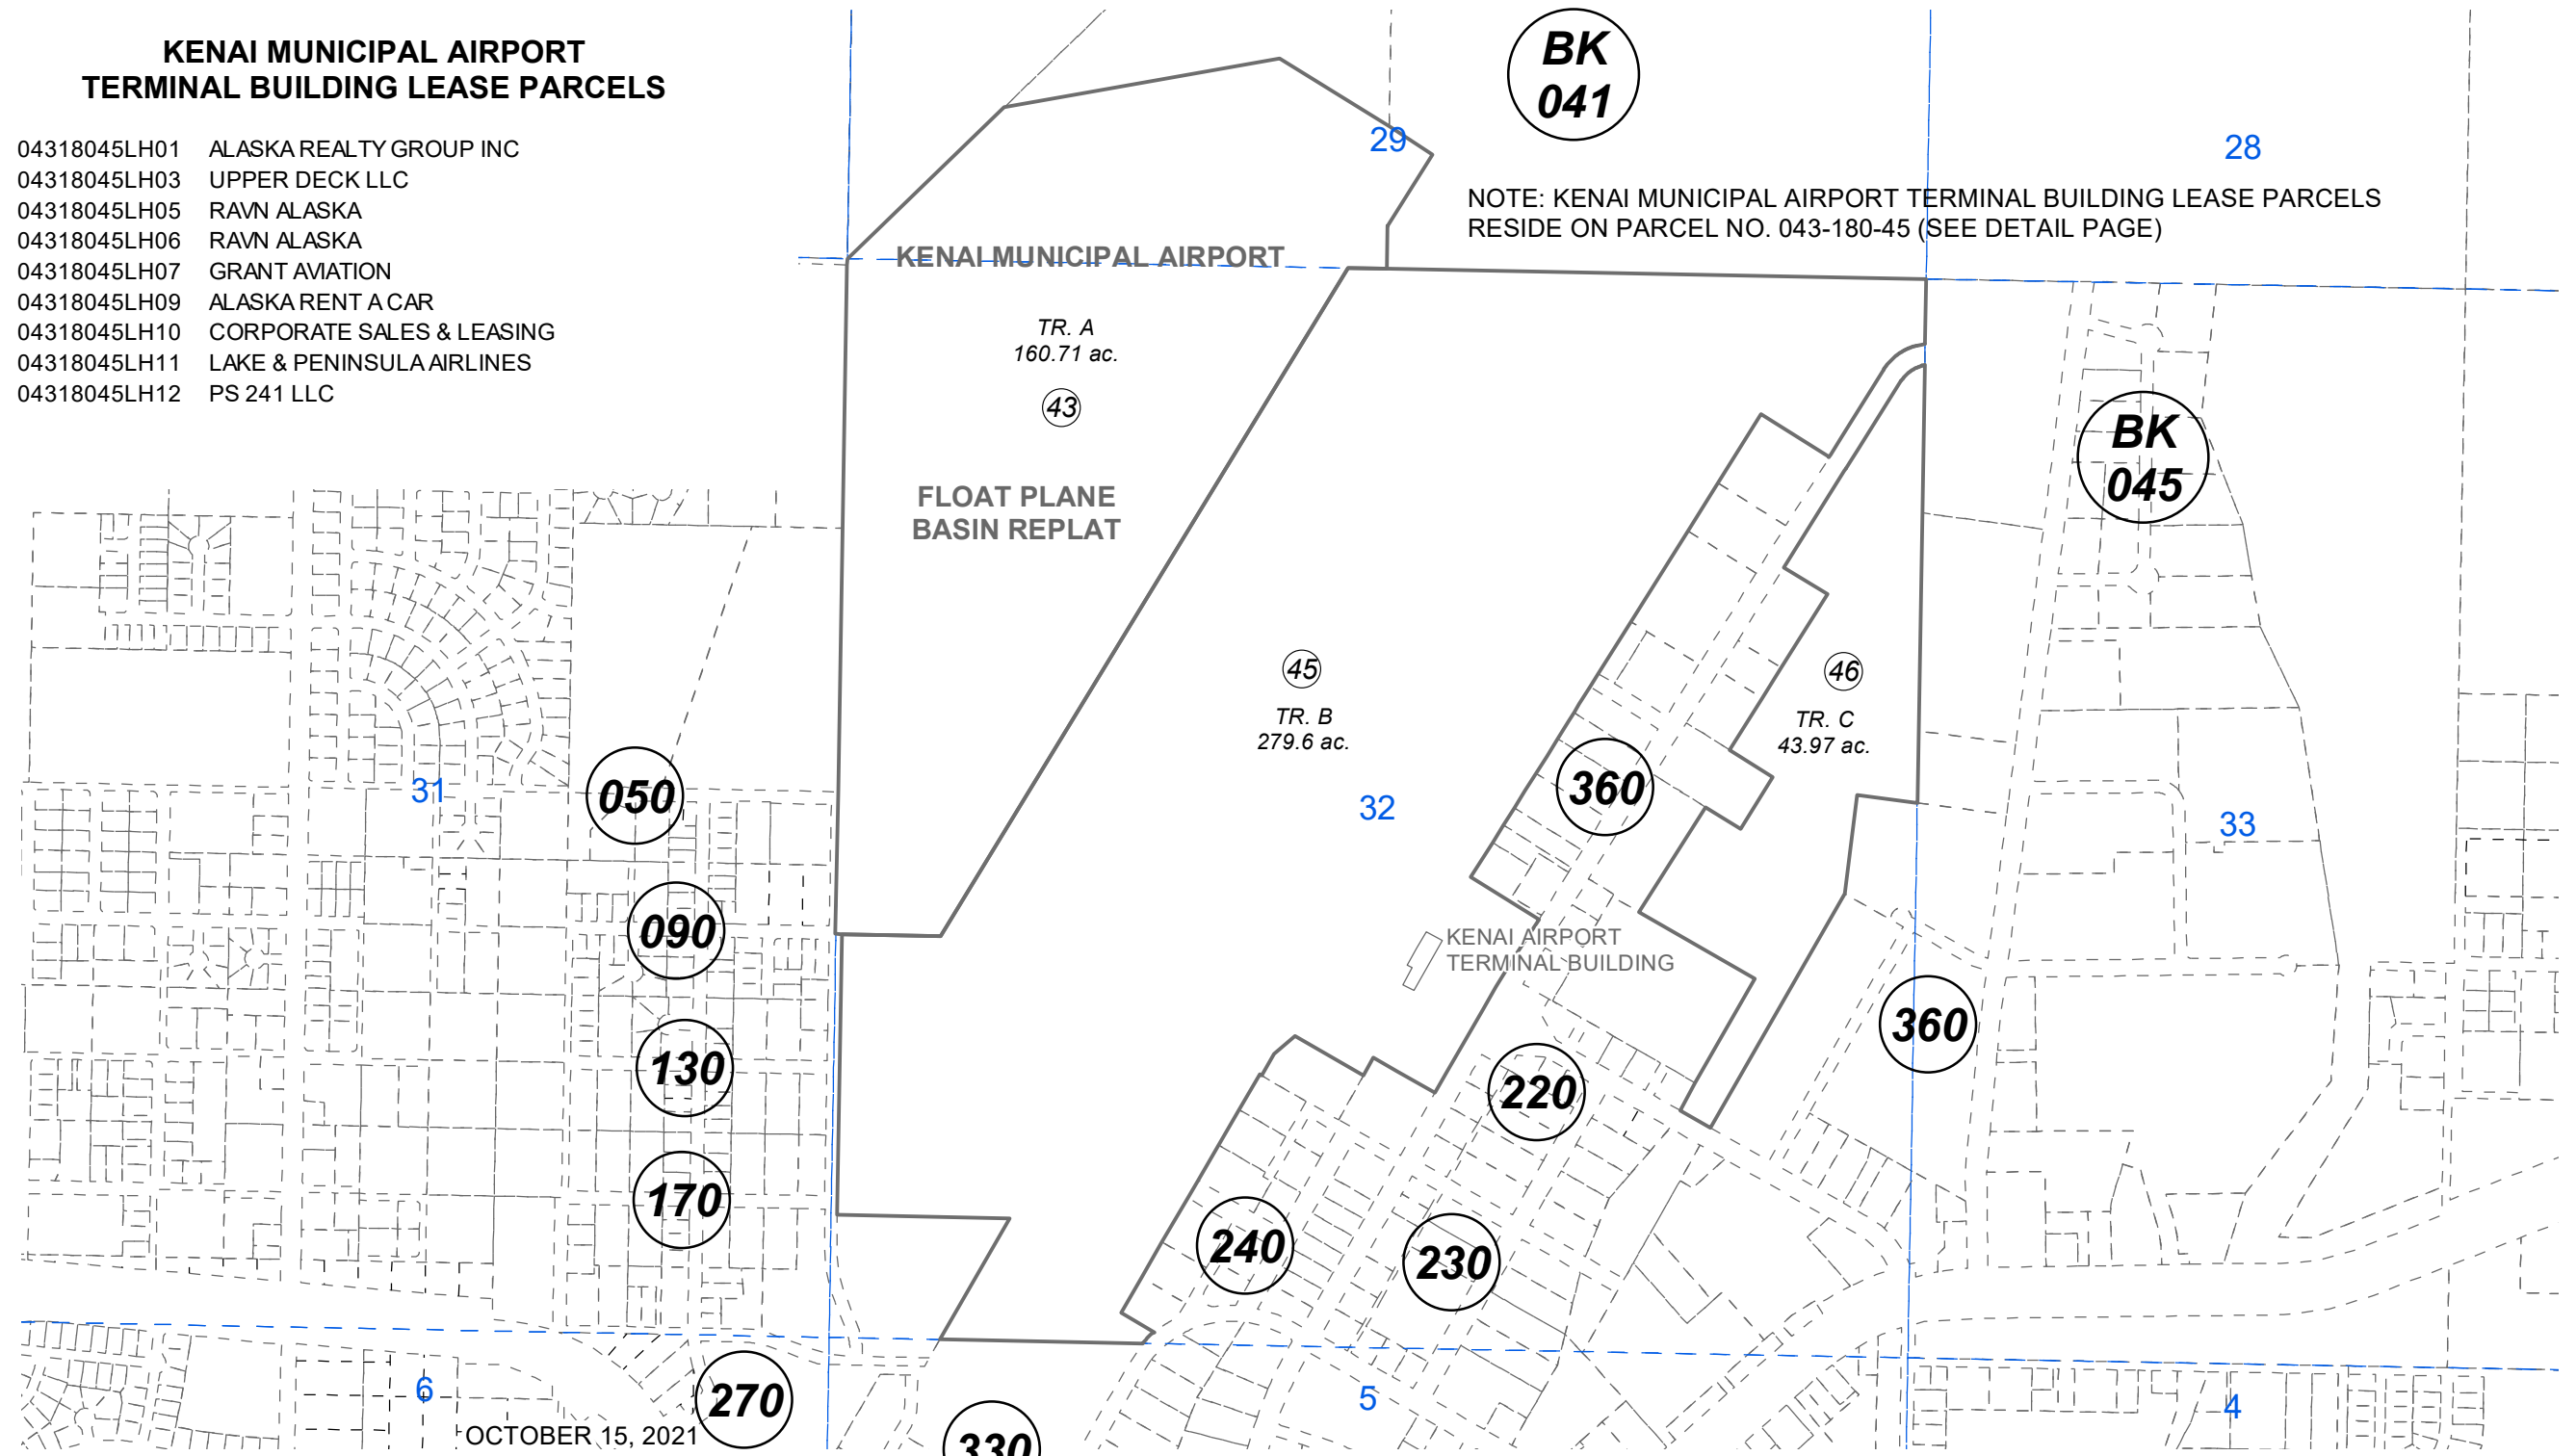 KENAI MUNICIPAL AIRPORT
TERMINAL BUILDING LEASE PARCELS
04318045LH01 ALASKA REALTY GROUP INC
04318045LH03 UPPER DECK LLC
04318045LH05 RAVN ALASKA
04318045LH06 RAVN ALASKA
04318045LH07 GRANT AVIATION
04318045LH09 ALASKA RENT A CAR
04318045LH10 CORPORATE SALES & LEASING
04318045LH11 LAKE & PENINSULA AIRLINES
04318045LH12 PS 241 LLC
BK
041
29
28
NOTE: KENAI MUNICIPAL AIRPORT TERMINAL BUILDING LEASE PARCELS
RESIDE ON PARCEL NO. 043-180-45 (SEE DETAIL PAGE)
KENAI MUNICIPAL AIRPORT
TR. A
160.71 ac.
43
FLOAT PLANE
BASIN REPLAT
BK
045
45
TR. B
279.6 ac.
46
TR. C
43.97 ac.
31
050
32
360
33
090
KENAI AIRPORT
TERMINAL BUILDING
130
220
360
170
240
230
6
270
5
4
OCTOBER 15, 2021
330